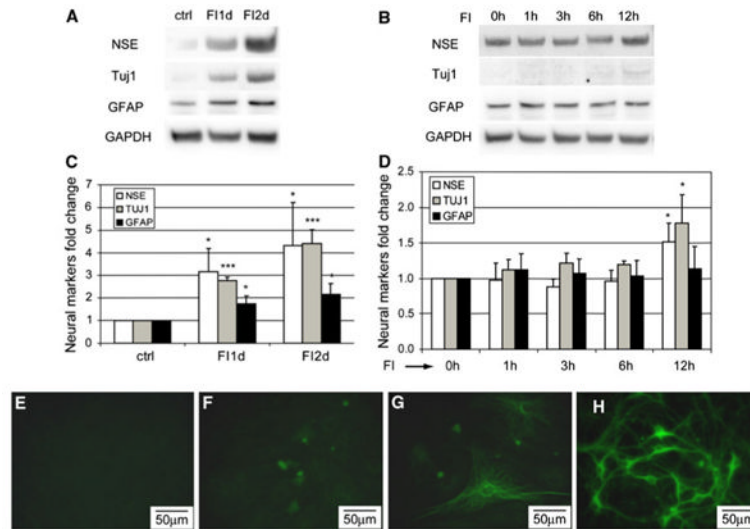 A
ctrl FI1d FI2d
NSE
Tuj1
GFAP
GAPDH
B
FI 0h 1h 3h 6h 12h
NSE
Tuj1
GFAP
GAPDH
C
Neural markers fold change
7
6
5
4
3
2
1
0
NSE
TUJ1
GFAP
* *** *
* ***
ctrl FI1d FI2d
D
Neural markers fold change
2.5
2.0
1.5
1.0
0.5
0.0
NSE
TUJ1
GFAP
* *
FI → 0h 1h 3h 6h 12h
E
50µm
F
50µm
G
50µm
H
50µm